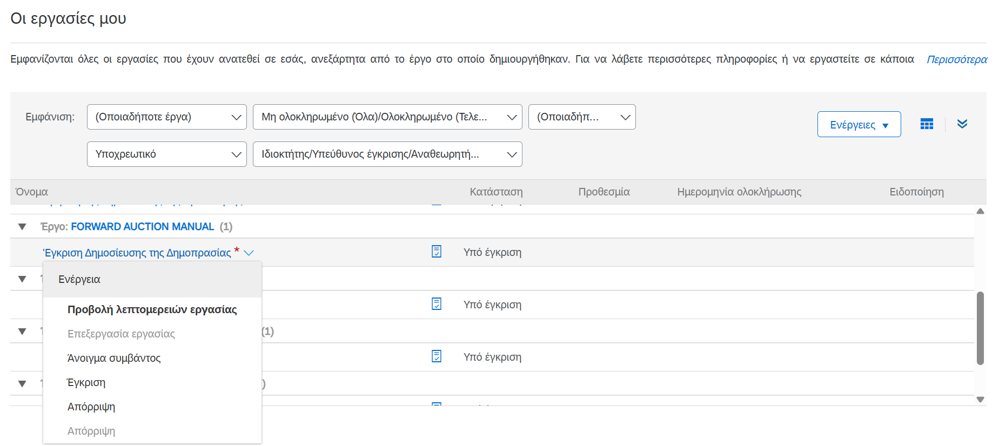 Οι εργασίες μου
Εμφανίζονται όλες οι εργασίες που έχουν ανατεθεί σε εσάς, ανεξάρτητα από το έργο στο οποίο δημιουργήθηκαν. Για να λάβετε περισσότερες πληροφορίες ή να εργαστείτε σε κάποια Περισσότερα
Εμφάνιση: (Οποιαδήποτε έργα) Μη ολοκληρωμένο (Όλα)/Ολοκληρωμένο (Τελε... (Οποιαδήπ... Ενέργειες
Υποχρεωτικό Ιδιοκτήτης/Υπεύθυνος έγκρισης/Αναθεωρητή...
Όνομα Κατάσταση Προθεσμία Ημερομηνία ολοκλήρωσης Ειδοποίηση
Έργο: FORWARD AUCTION MANUAL (1)
Έγκριση Δημοσίευσης της Δημοπρασίας * Υπό έγκριση
Ενέργεια
Υπό έγκριση
Προβολή λεπτομερειών εργασίας
Επεξεργασία εργασίας (1)
Άνοιγμα συμβάντος Υπό έγκριση
Έγκριση )
Απόρριψη
Απόρριψη